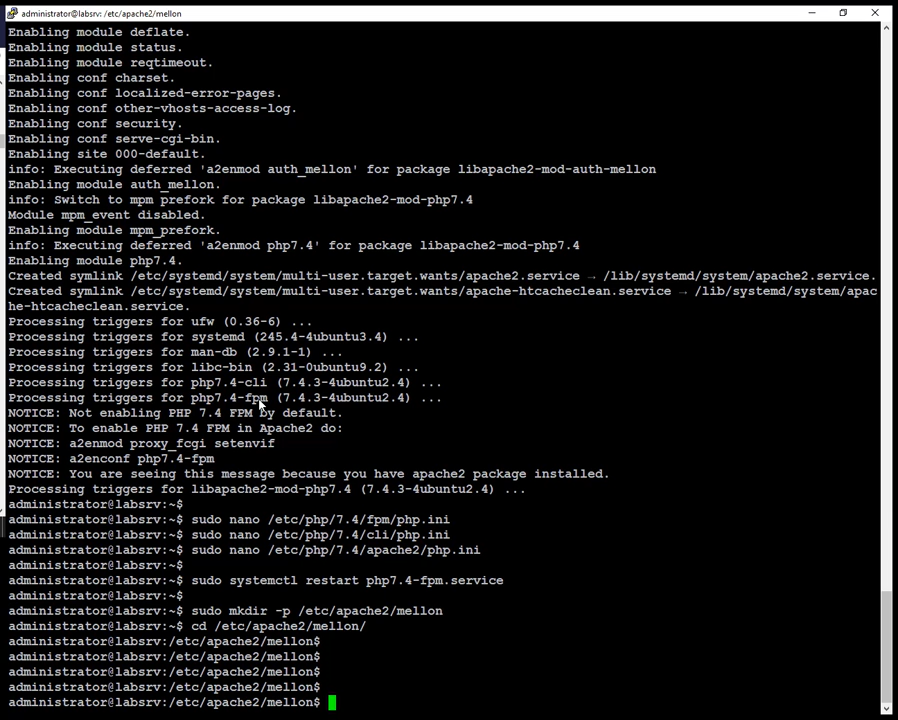 administrator@labsrv: /etc/apache2/mellon
Enabling module deflate.
Enabling module status.
Enabling module reqtimeout.
Enabling conf charset.
Enabling conf localized-error-pages.
Enabling conf other-vhosts-access-log.
Enabling conf security.
Enabling conf serve-cgi-bin.
Enabling site 000-default.
info: Executing deferred 'a2enmod auth_mellon' for package libapache2-mod-auth-mellon
Enabling module auth_mellon.
info: Switch to mpm prefork for package libapache2-mod-php7.4
Module mpm_event disabled.
Enabling module mpm_prefork.
info: Executing deferred 'a2enmod php7.4' for package libapache2-mod-php7.4
Enabling module php7.4.
Created symlink /etc/systemd/system/multi-user.target.wants/apache2.service → /lib/systemd/system/apache2.service.
Created symlink /etc/systemd/system/multi-user.target.wants/apache-htcacheclean.service → /lib/systemd/system/apac
he-htcacheclean.service.
Processing triggers for ufw (0.36-6) ...
Processing triggers for systemd (245.4-4ubuntu3.4) ...
Processing triggers for man-db (2.9.1-1) ...
Processing triggers for libc-bin (2.31-0ubuntu9.2) ...
Processing triggers for php7.4-cli (7.4.3-4ubuntu2.4) ...
Processing triggers for php7.4-fpm (7.4.3-4ubuntu2.4) ...
NOTICE: Not enabling PHP 7.4 FPM by default.
NOTICE: To enable PHP 7.4 FPM in Apache2 do:
NOTICE: a2enmod proxy_fcgi setenvif
NOTICE: a2enconf php7.4-fpm
NOTICE: You are seeing this message because you have apache2 package installed.
Processing triggers for libapache2-mod-php7.4 (7.4.3-4ubuntu2.4) ...
administrator@labsrv:~$
administrator@labsrv:~$ sudo nano /etc/php/7.4/fpm/php.ini
administrator@labsrv:~$ sudo nano /etc/php/7.4/cli/php.ini
administrator@labsrv:~$ sudo nano /etc/php/7.4/apache2/php.ini
administrator@labsrv:~$
administrator@labsrv:~$ sudo systemctl restart php7.4-fpm.service
administrator@labsrv:~$
administrator@labsrv:~$ sudo mkdir -p /etc/apache2/mellon
administrator@labsrv:~$ cd /etc/apache2/mellon/
administrator@labsrv:/etc/apache2/mellon$
administrator@labsrv:/etc/apache2/mellon$
administrator@labsrv:/etc/apache2/mellon$
administrator@labsrv:/etc/apache2/mellon$
administrator@labsrv:/etc/apache2/mellon$